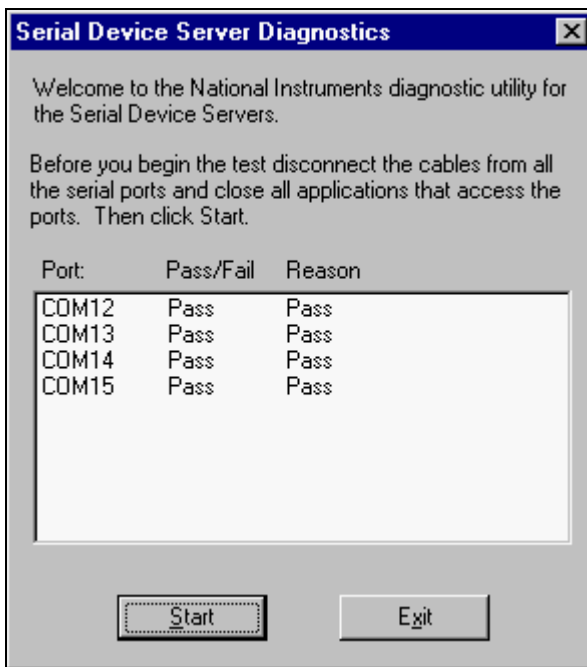 Serial Device Server Diagnostics
Welcome to the National Instruments diagnostic utility for
the Serial Device Servers.
Before you begin the test disconnect the cables from all
the serial ports and close all applications that access the
ports. Then click Start.
Port: Pass/Fail Reason
COM12 Pass Pass
COM13 Pass Pass
COM14 Pass Pass
COM15 Pass Pass
Start Exit